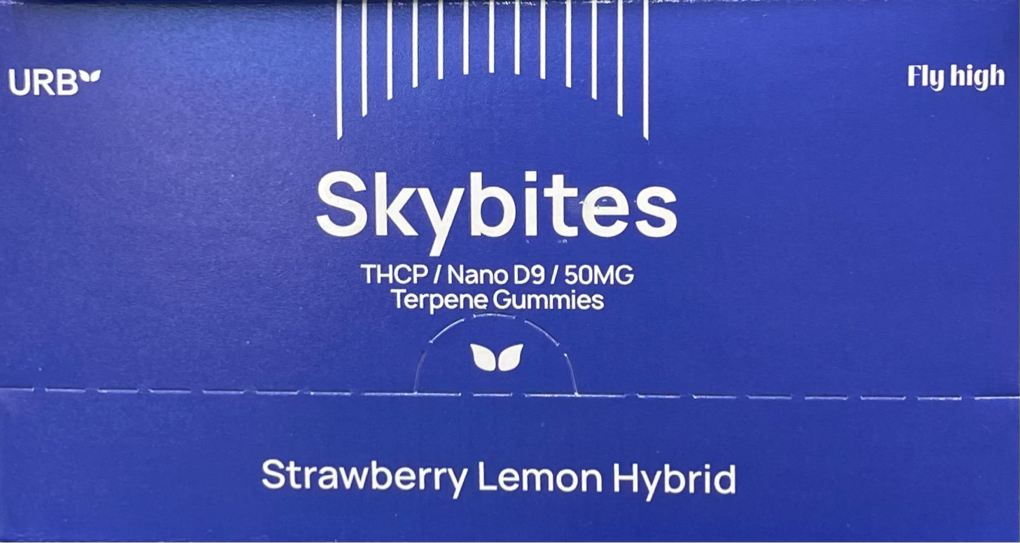 URB
Fly high
Skybites
THCP / Nano D9 / 50MG
Terpene Gummies
Strawberry Lemon Hybrid